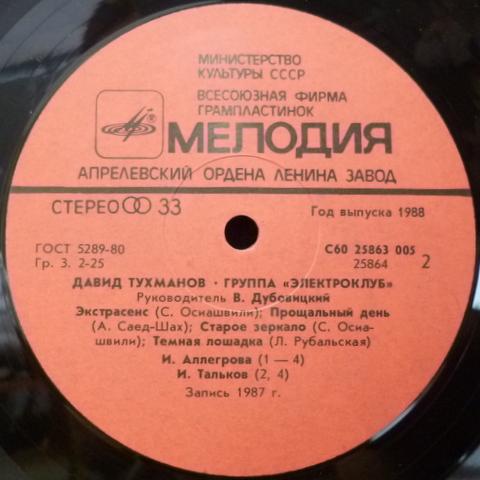 МИНИСТЕРСТВО
КУЛЬТУРЫ СССР
ВСЕСОЮЗНАЯ ФИРМА
ГРАМПЛАСТИНОК
МЕЛОДИЯ
АПРЕЛЕВСКИЙ ОРДЕНА ЛЕНИНА ЗАВОД
СТЕРЕО 33
Год выпуска 1988
ГОСТ 5289-80
С60 25863 005
Гр. 3. 2-25
25864 2
ДАВИД ТУХМАНОВ · ГРУППА «ЭЛЕКТРОКЛУБ»
Руководитель В. Дубовицкий
Экстрасенс (С. Осиашвили); Прощальный день
(А. Саед-Шах); Старое зеркало (С. Осиа-
швили); Темная лошадка (Л. Рубальская)
И. Аллегрова (1 — 4)
И. Тальков (2, 4)
Запись 1987 г.